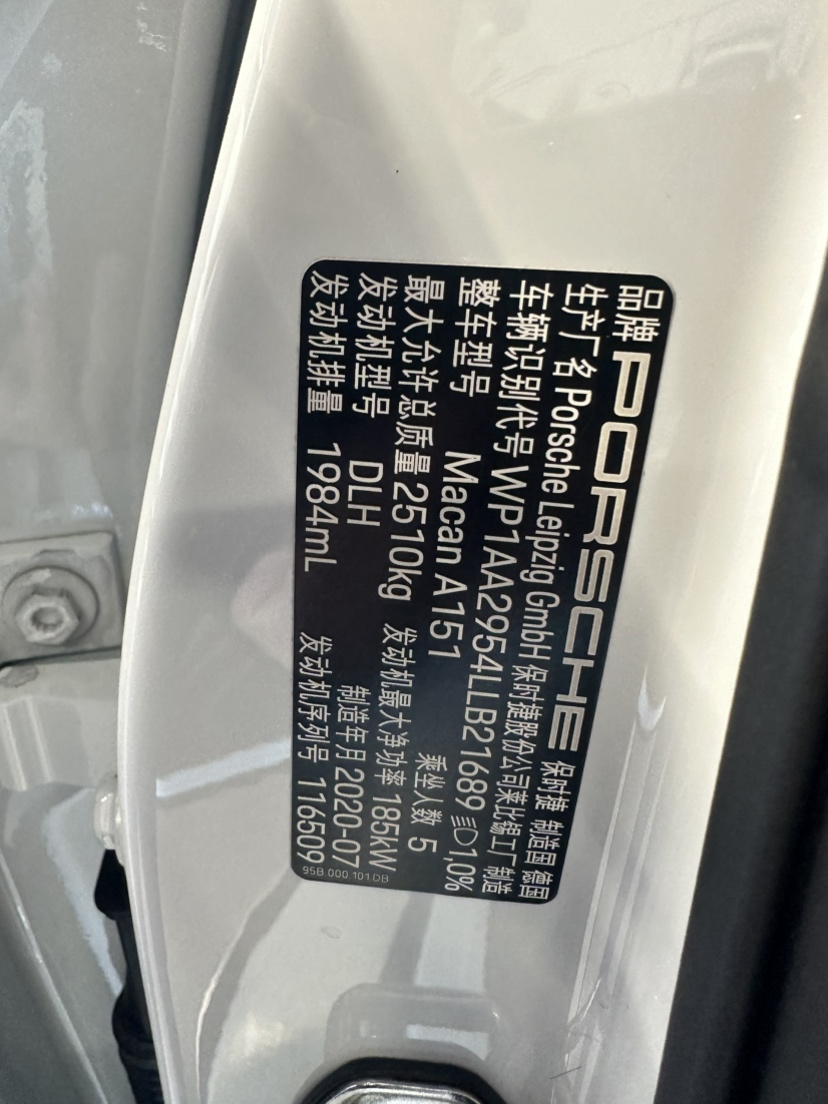 品牌 PORSCHE 保时捷 制造国 德国
生产厂名 Porsche Leipzig GmbH 保时捷股份公司莱比锡工厂制造
车辆识别代号 WP1AA2954LLB21689 1,0%
整车型号 Macan A151 乘坐人数 5
最大允许总质量 2510kg 发动机最大净功率 185kW
发动机型号 DLH 制造年月 2020-07
发动机排量 1984mL 发动机序列号 116509
95B.000.101.DB